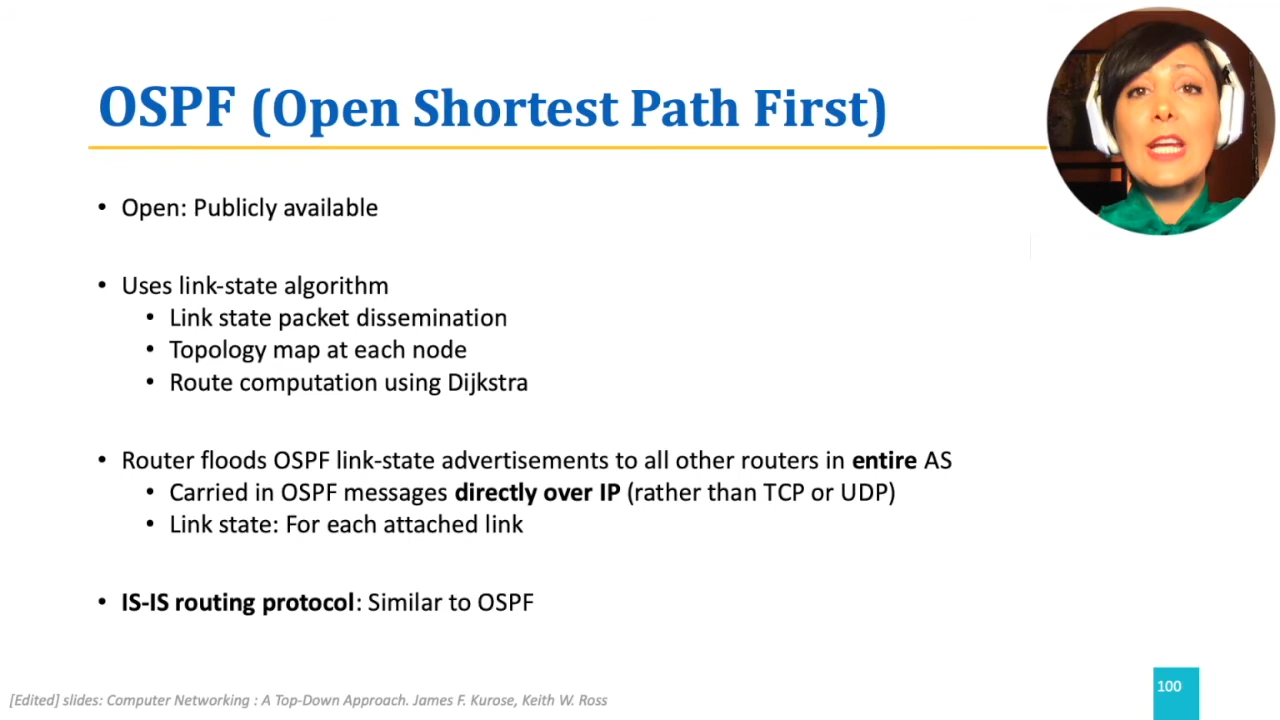 OSPF (Open Shortest Path First)
• Open: Publicly available
• Uses link-state algorithm
• Link state packet dissemination
• Topology map at each node
• Route computation using Dijkstra
• Router floods OSPF link-state advertisements to all other routers in entire AS
• Carried in OSPF messages directly over IP (rather than TCP or UDP)
• Link state: For each attached link
• IS-IS routing protocol: Similar to OSPF
[Edited] slides: Computer Networking : A Top-Down Approach. James F. Kurose, Keith W. Ross
100